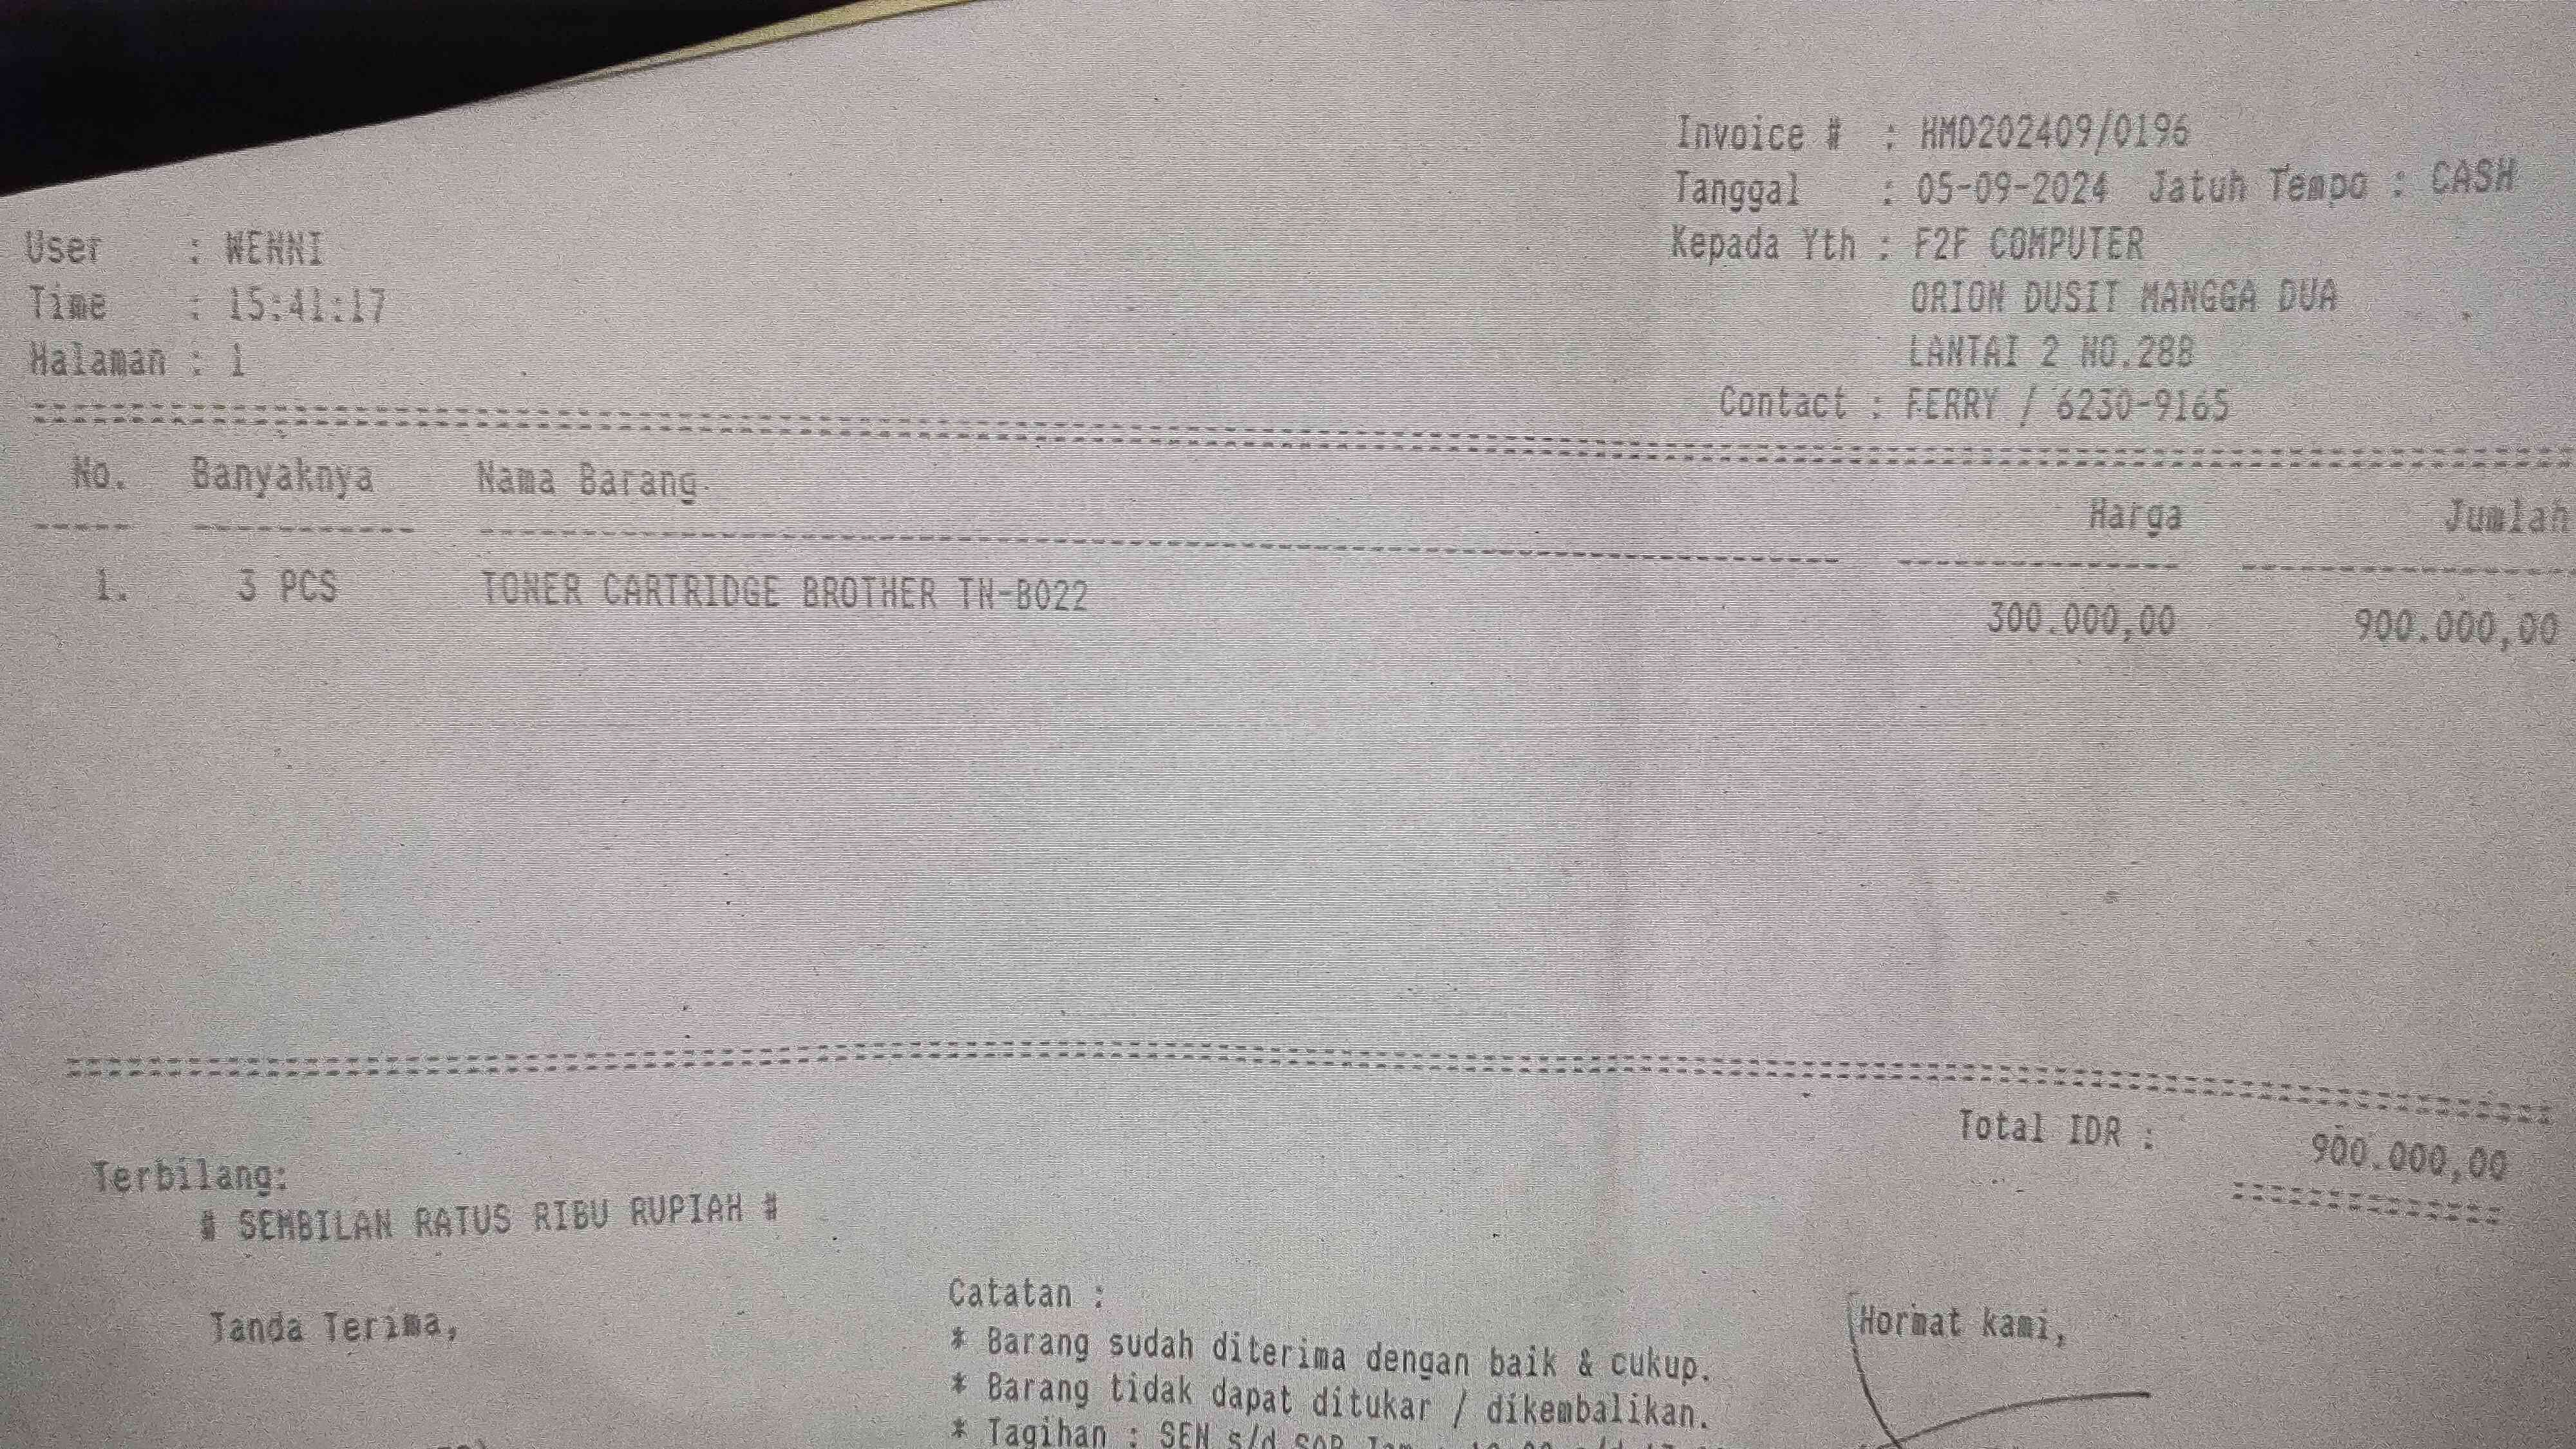 Invoice # : HMD202409/0196
Tanggal : 05-09-2024 Jatuh Tempo : CASH
User : WENNI
Kepada Yth : F2F COMPUTER
Time : 15:41:17
ORION DUSIT MANGGA DUA
Halaman : 1
LANTAI 2 NO.28B
Contact : FERRY / 6230-9165
No. Banyaknya Nama Barang Harga Jumlah
1. 3 PCS TONER CARTRIDGE BROTHER TN-B022 300.000,00 900.000,00
Total IDR : 900.000,00
Terbilang:
# SEMBILAN RATUS RIBU RUPIAH #
Tanda Terima,
Catatan :
* Barang sudah diterima dengan baik & cukup.
* Barang tidak dapat ditukar / dikembalikan.
* Tagihan : SEN s/d
Hormat kami,